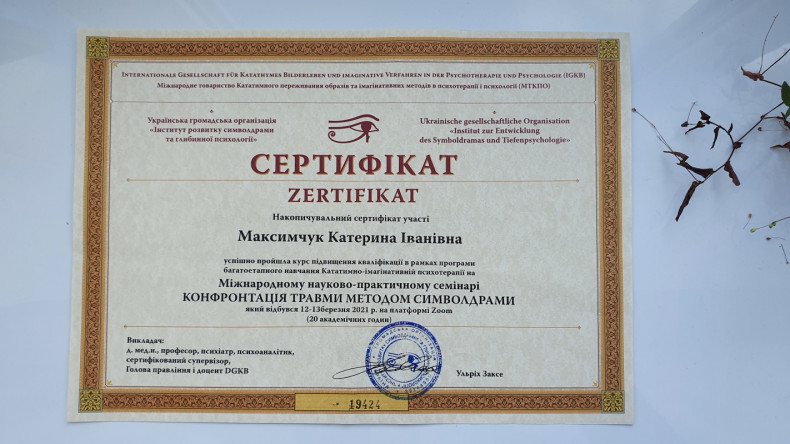 INTERNATIONALE GESELLSCHAFT FÜR KATATHYMES BILDERLEBEN UND IMAGINATIVE VERFAHREN IN DER PSYCHOTHERAPIE UND PSYCHOLOGIE (IGKB)
Міжнародне товариство Кататимного переживання образів та імагінативних методів в психотерапії і психології (МТКПО)
Українська громадська організація
«Інститут розвитку символдрами
та глибинної психології»
Ukrainische gesellschaftliche Organisation
«Institut zur Entwicklung
des Symboldramas und Tiefenpsychologie»
СЕРТИФІКАТ
ZERTIFIKAT
Накопичувальний сертифікат участі
Максимчук Катерина Іванівна
успішно пройшла курс підвищення кваліфікації в рамках програми
багатоетапного навчання Кататимно-імагінативній психотерапії на
Міжнародному науково-практичному семінарі
КОНФРОНТАЦІЯ ТРАВМИ МЕТОДОМ СИМВОЛДРАМИ
який відбувся 12-13березня 2021 р. на платформі Zoom
(20 академічних годин)
Викладач:
д. мед.н., професор, психіатр, психоаналітик,
сертифікований супервізор,
Голова правління і доцент DGKB
Ульріх Заксе
19424